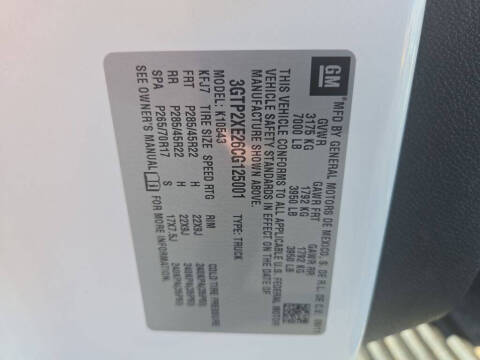 GM
MFD BY GENERAL MOTORS DE MEXICO, S. DE R.L. DE C.V.
GVWR GAWR FRT GAWR RR
3175 KG 1792 KG 1792 KG
7000 LB 3950 LB 3950 LB
THIS VEHICLE CONFORMS TO ALL APPLICABLE U.S. FEDERAL MOTOR
VEHICLE SAFETY STANDARDS IN EFFECT ON THE DATE OF
MANUFACTURE SHOWN ABOVE.
3GTP2XE26CG125001 TYPE: TRUCK
MODEL: K10543
KFJ7 TIRE SIZE SPEED RTG RIM COLD TIRE PRESSURE
FRT P285/45R22 H 22X9J
RR P285/45R22 H 22X9J
SPA P265/70R17 S 17X7.5J
SEE OWNER'S MANUAL FOR MORE INFORMATION.